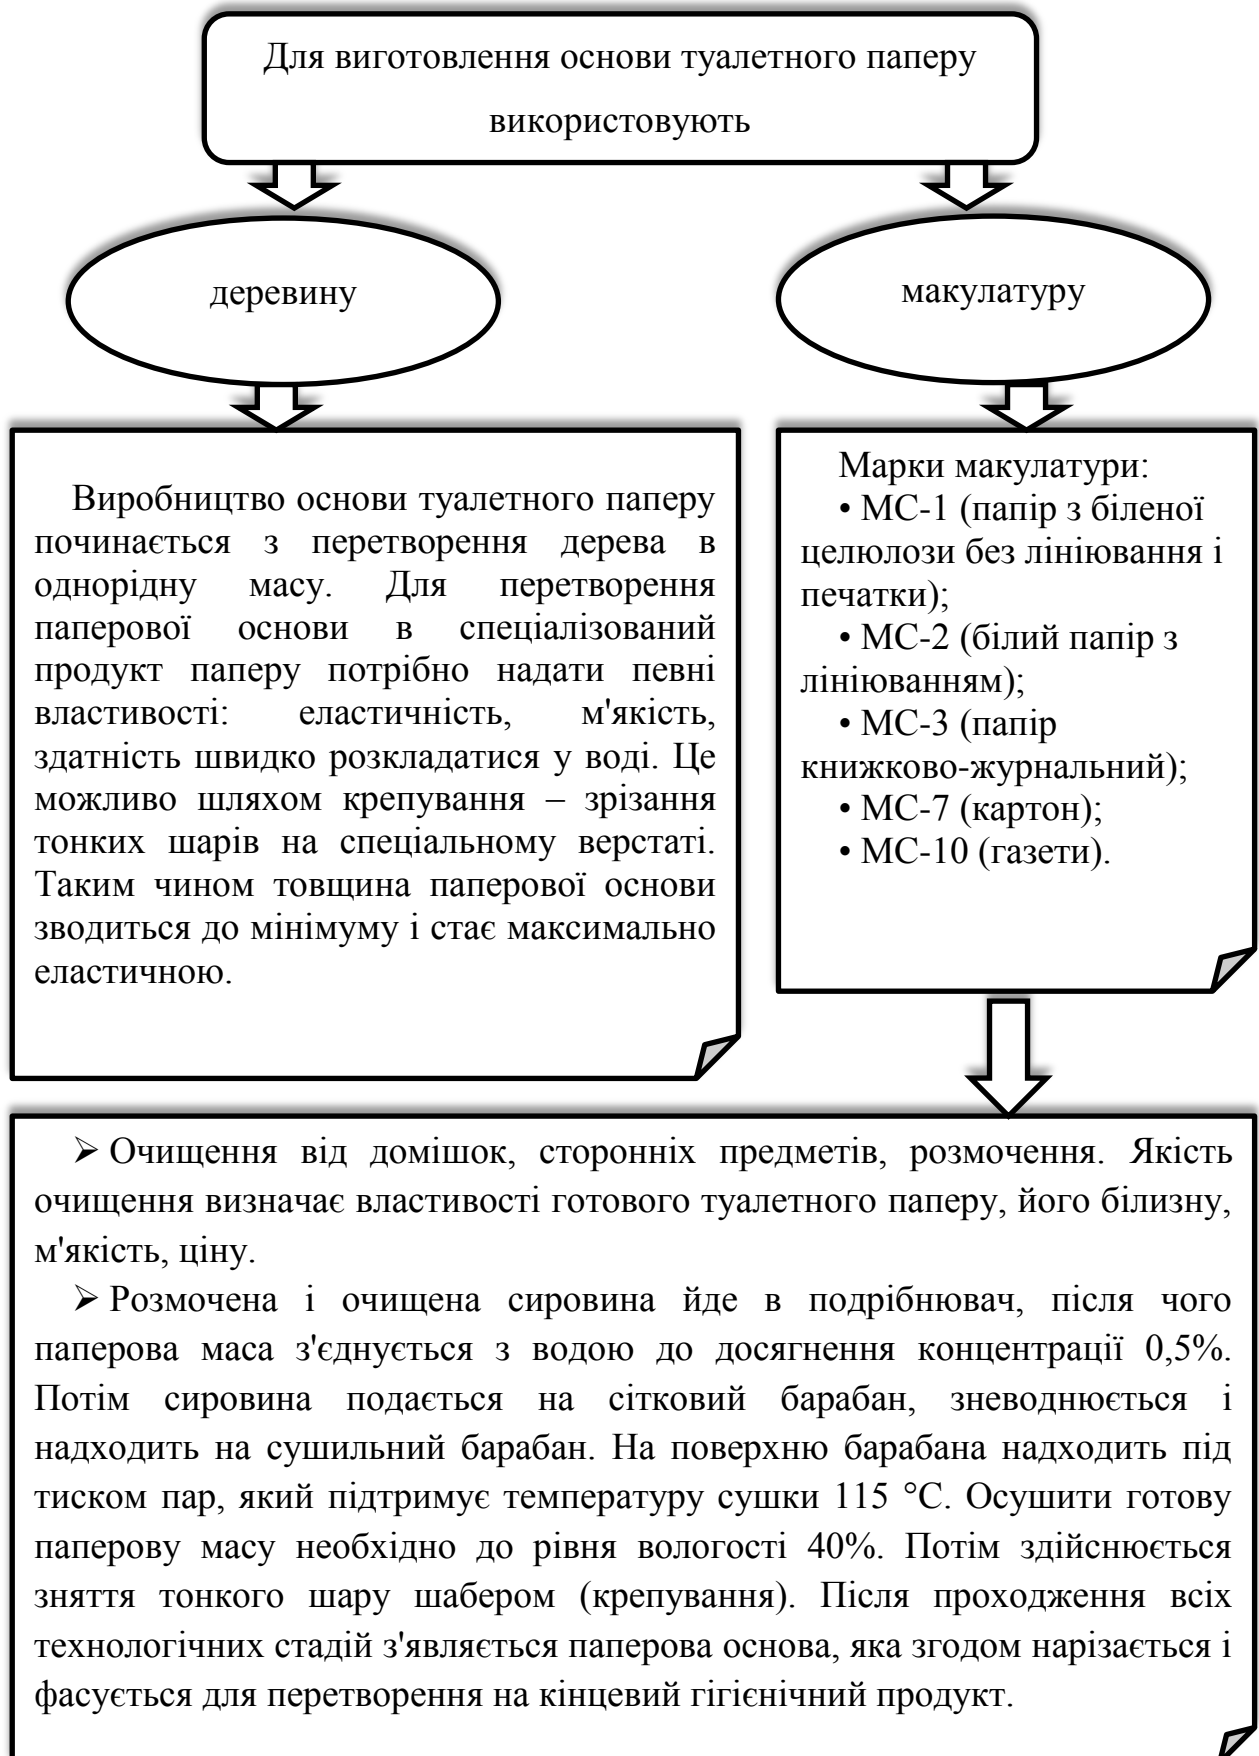 Для виготовлення основи туалетного паперу
використовують
деревину
макулатуру
Виробництво основи туалетного паперу
починається з перетворення дерева в
однорідну масу. Для перетворення
паперової основи в спеціалізований
продукт паперу потрібно надати певні
властивості: еластичність, м'якість,
здатність швидко розкладатися у воді. Це
можливо шляхом крепування – зрізання
тонких шарів на спеціальному верстаті.
Таким чином товщина паперової основи
зводиться до мінімуму і стає максимально
еластичною.
Марки макулатури:
• МС-1 (папір з біленої
целюлози без лініювання і
печатки);
• МС-2 (білий папір з
лініюванням);
• МС-3 (папір
книжково-журнальний);
• МС-7 (картон);
• МС-10 (газети).
➢ Очищення від домішок, сторонніх предметів, розмочення. Якість
очищення визначає властивості готового туалетного паперу, його білизну,
м'якість, ціну.
➢ Розмочена і очищена сировина йде в подрібнювач, після чого
паперова маса з'єднується з водою до досягнення концентрації 0,5%.
Потім сировина подається на сітковий барабан, зневоднюється і
надходить на сушильний барабан. На поверхню барабана надходить під
тиском пар, який підтримує температуру сушки 115 °С. Осушити готову
паперову масу необхідно до рівня вологості 40%. Потім здійснюється
зняття тонкого шару шабером (крепування). Після проходження всіх
технологічних стадій з'являється паперова основа, яка згодом нарізається і
фасується для перетворення на кінцевий гігієнічний продукт.